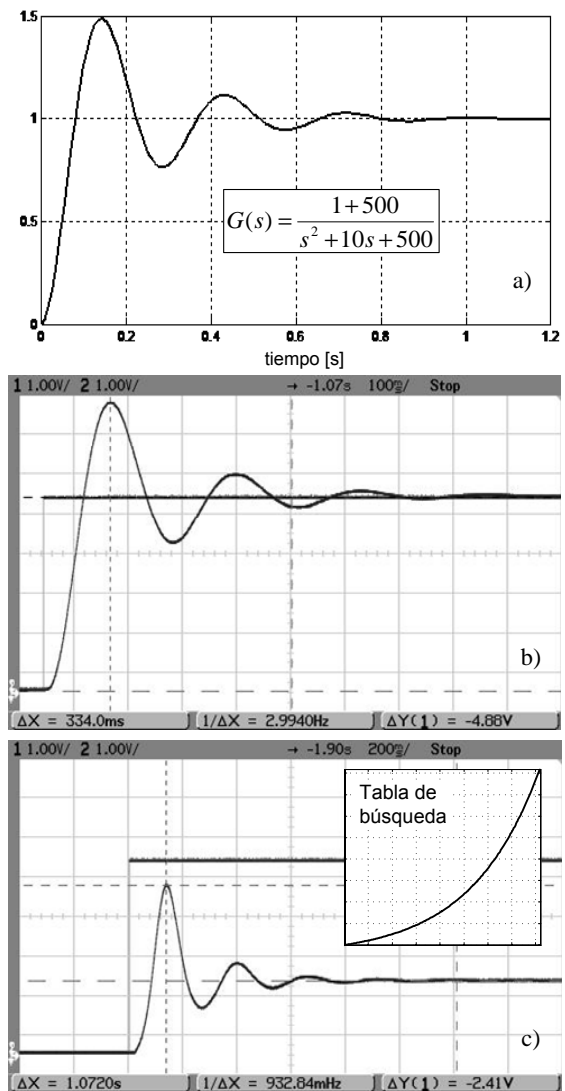 1.5
1
0.5
0
0 0.2 0.4 0.6 0.8 1 1.2
G(s) = 1+500 / s² +10s +500
a)
tiempo [s]
1 1.00V/ 2 1.00V/ → -1.07s 100m/ Stop
b)
ΔX = 334.0ms 1/ΔX = 2.9940Hz ΔY(1) = -4.88V
1 1.00V/ 2 1.00V/ → -1.90s 200m/ Stop
Tabla de
búsqueda
c)
ΔX = 1.0720s 1/ΔX = 932.84mHz ΔY(1) = -2.41V